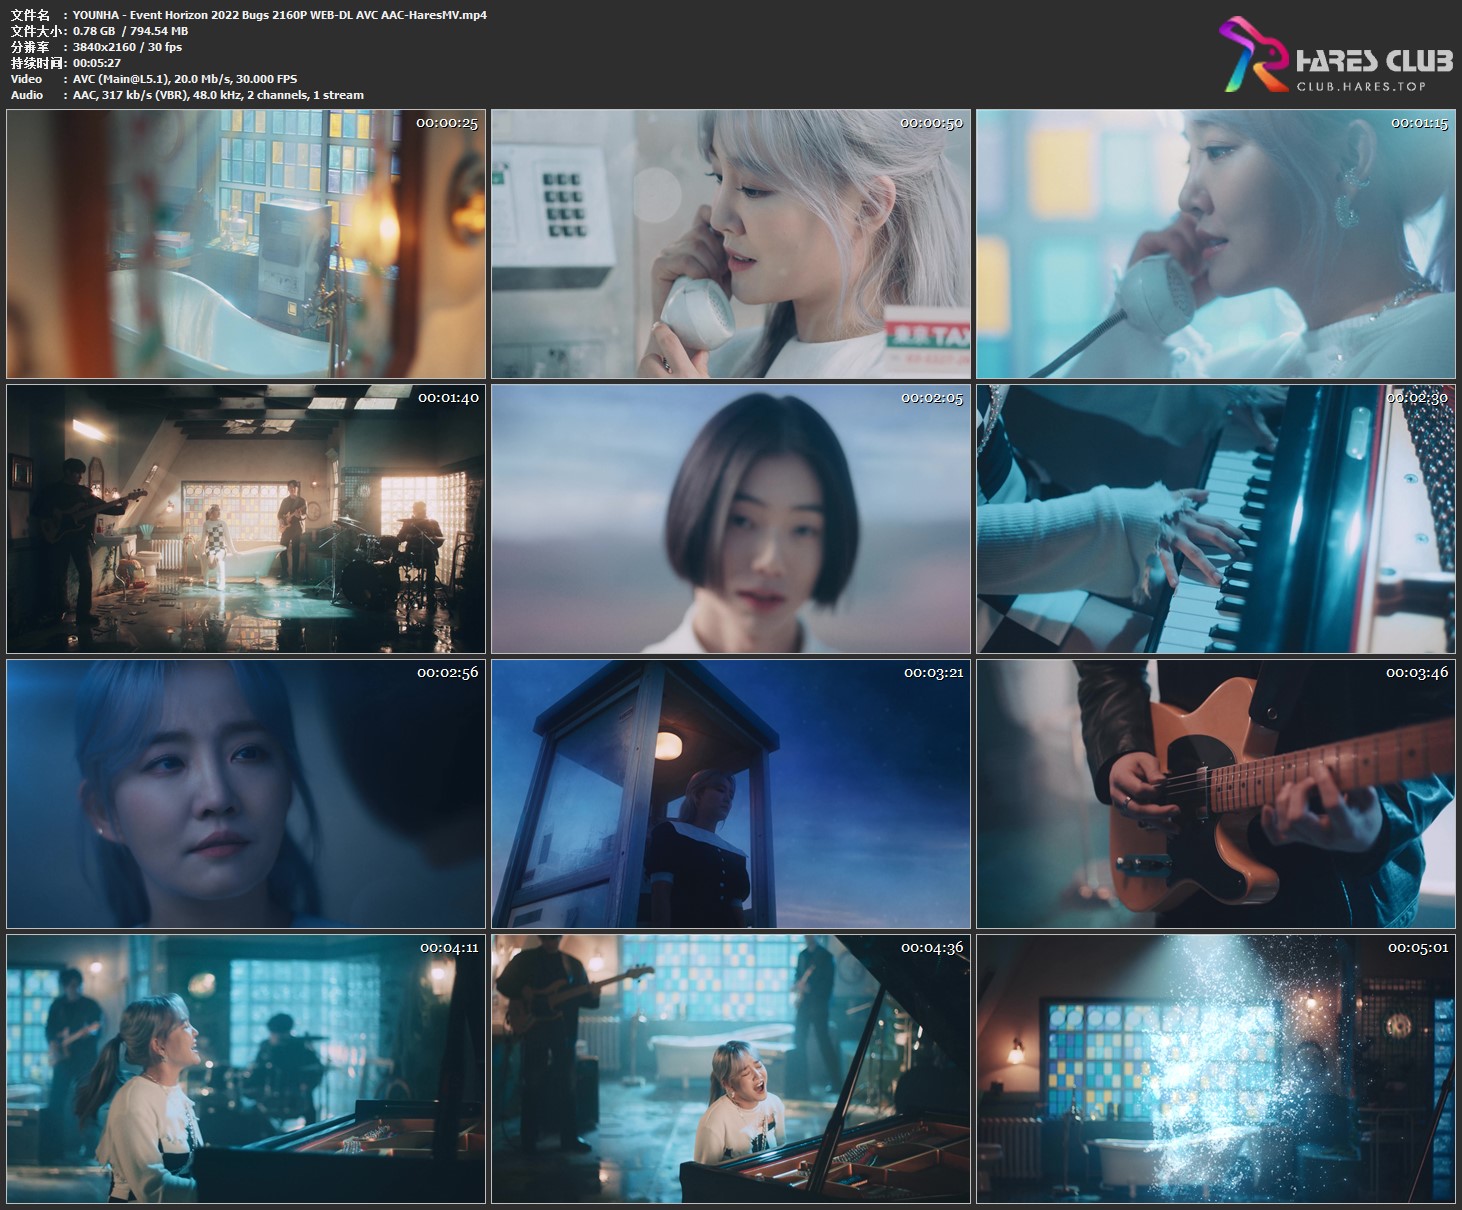 文件名 : YOUNHA - Event Horizon 2022 Bugs 2160P WEB-DL AVC AAC-HaresMV.mp4
文件大小: 0.78 GB / 794.54 MB
分辨率 : 3840x2160 / 30 fps
持续时间: 00:05:27
Video : AVC (Main@L5.1), 20.0 Mb/s, 30.000 FPS
Audio : AAC, 317 kb/s (VBR), 48.0 kHz, 2 channels, 1 stream
HARES CLUB
CLUB.HARES.TOP
00:00:25
00:00:50
00:01:15
東京 TAX
00:01:40
00:02:05
00:02:30
00:02:56
00:03:21
00:03:46
00:04:11
00:04:36
00:05:01